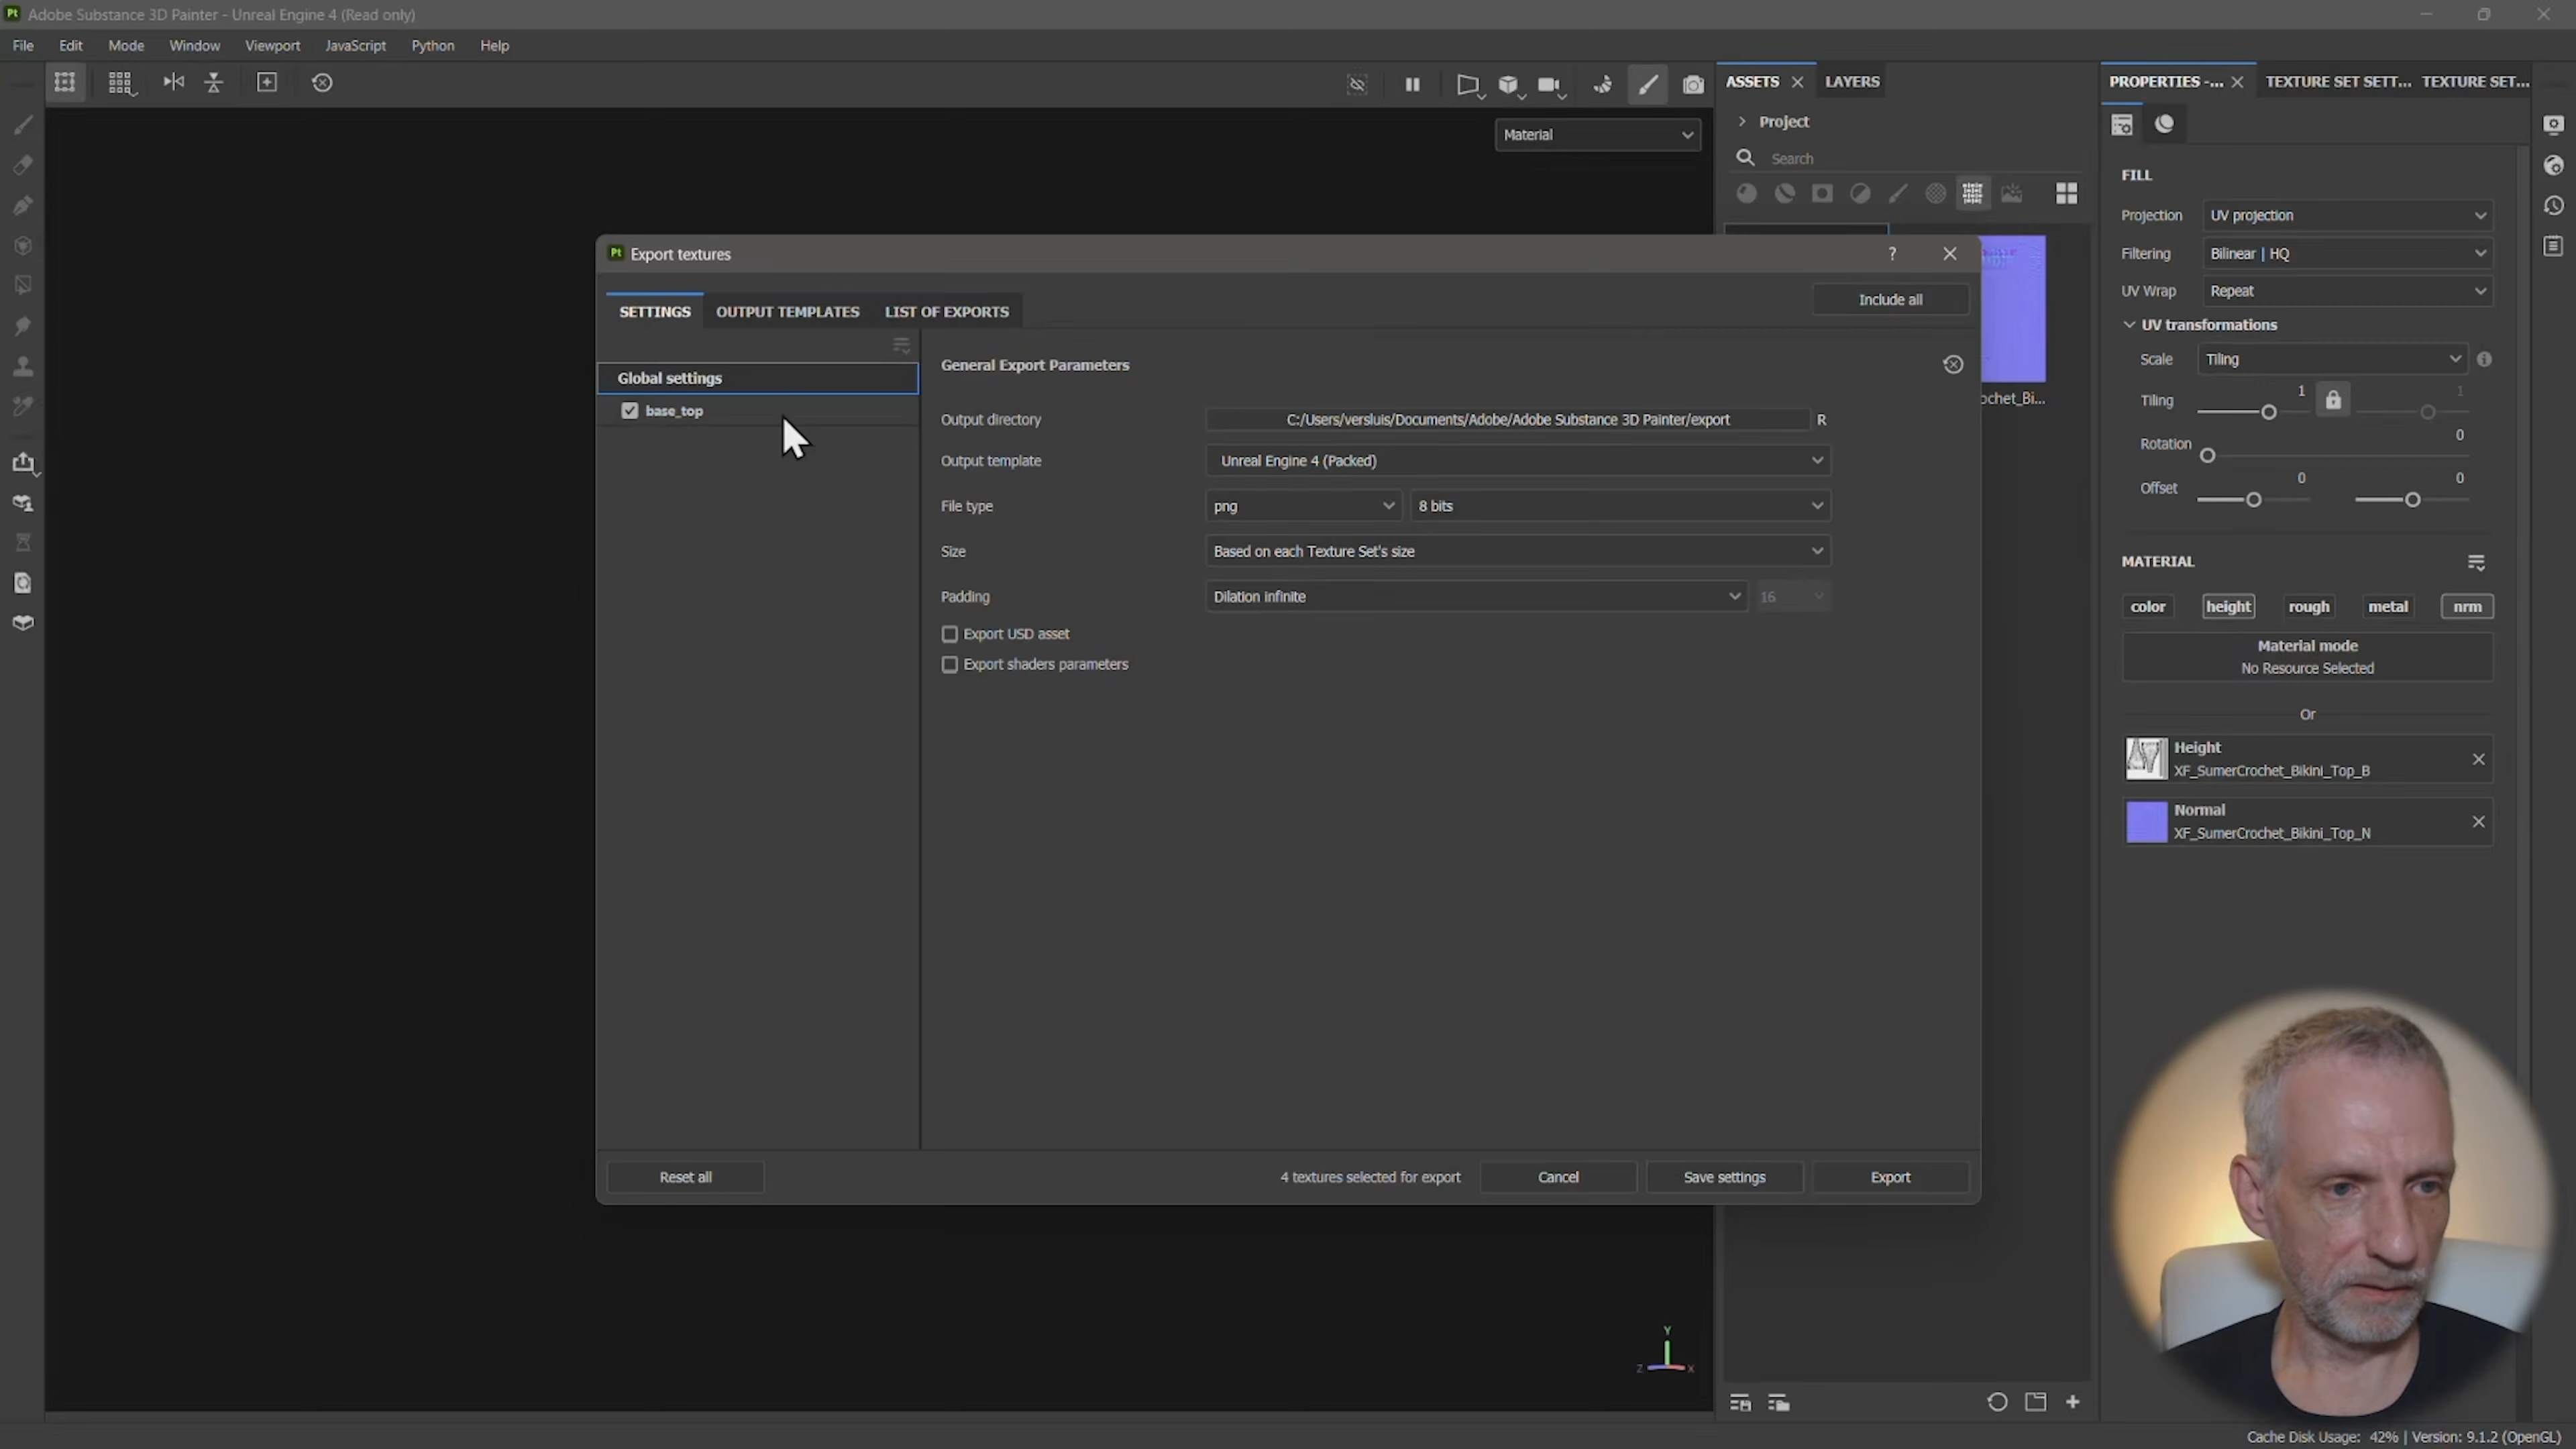 Pt Adobe Substance 3D Painter - Unreal Engine 4 (Read only)
File Edit Mode Window Viewport JavaScript Python Help
Material
ASSETS LAYERS
Project
Search
ochet_Bi...
PROPERTIES -... TEXTURE SET SETT... TEXTURE SET...
FILL
Projection UV projection
Filtering Bilinear | HQ
UV Wrap Repeat
UV transformations
Scale Tiling
Tiling 1 1
Rotation 0
Offset 0 0
MATERIAL
color height rough metal nrm
Material mode
No Resource Selected
Or
Height
XF_SumerCrochet_Bikini_Top_B
Normal
XF_SumerCrochet_Bikini_Top_N
Pt Export textures ?
SETTINGS OUTPUT TEMPLATES LIST OF EXPORTS Include all
Global settings
base_top
General Export Parameters
Output directory C:/Users/versluis/Documents/Adobe/Adobe Substance 3D Painter/export R
Output template Unreal Engine 4 (Packed)
File type png 8 bits
Size Based on each Texture Set's size
Padding Dilation infinite 16
Export USD asset
Export shaders parameters
Reset all 4 textures selected for export Cancel Save settings Export
Y
Z X
Cache Disk Usage: 42% | Version: 9.1.2 (OpenGL)